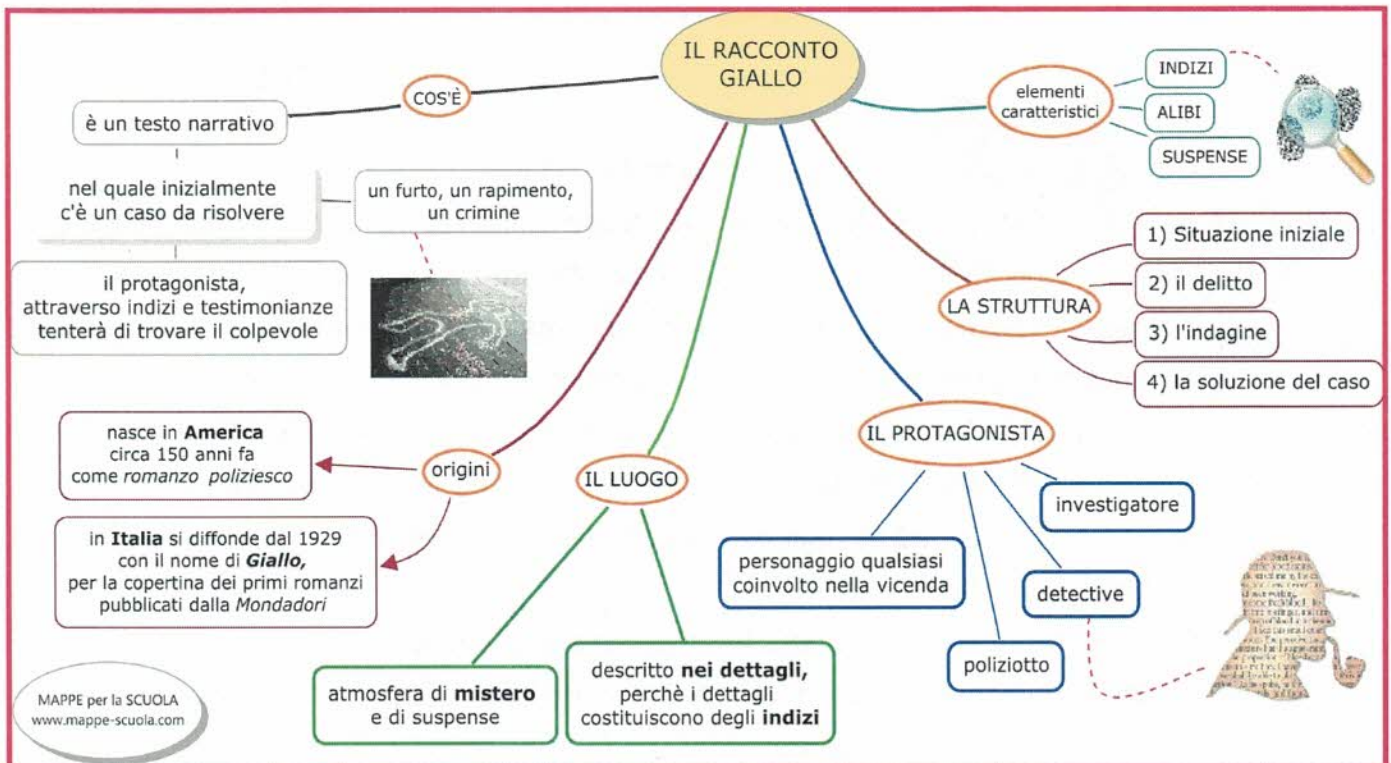 IL RACCONTO
GIALLO
COS'È
è un testo narrativo
nel quale inizialmente
c'è un caso da risolvere
un furto, un rapimento,
un crimine
il protagonista,
attraverso indizi e testimonianze
tenterà di trovare il colpevole
elementi
caratteristici
INDIZI
ALIBI
SUSPENSE
LA STRUTTURA
1) Situazione iniziale
2) il delitto
3) l'indagine
4) la soluzione del caso
origini
nasce in America
circa 150 anni fa
come romanzo poliziesco
in Italia si diffonde dal 1929
con il nome di Giallo,
per la copertina dei primi romanzi
pubblicati dalla Mondadori
IL LUOGO
atmosfera di mistero
e di suspense
descritto nei dettagli,
perchè i dettagli
costituiscono degli indizi
IL PROTAGONISTA
personaggio qualsiasi
coinvolto nella vicenda
poliziotto
detective
investigatore
MAPPE per la SCUOLA
www.mappe-scuola.com